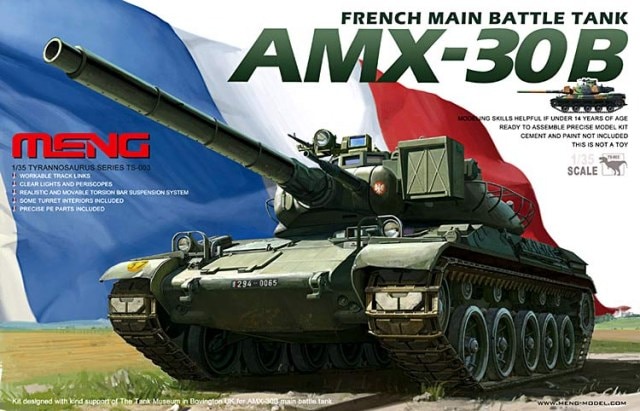 FRENCH MAIN BATTLE TANK
AMX-30B
MENG
1/35 TYRANNOSAURUS SERIES TS-003
WORKABLE TRACK LINKS
CLEAR LIGHTS AND PERISCOPES
REALISTIC AND MOVABLE TORSION BAR SUSPENSION SYSTEM
SOME TURRET INTERIORS INCLUDED
PRECISE PE PARTS INCLUDED
MODELING SKILLS HELPFUL IF UNDER 14 YEARS OF AGE
READY TO ASSEMBLE PRECISE MODEL KIT
CEMENT AND PAINT NOT INCLUDED
THIS IS NOT A TOY
1/35
SCALE
TS-003
294-0065
Kit designed with kind support of The Tank Museum in Bovington UK for AMX-30B main battle tank.
WWW.MENG-MODEL.COM